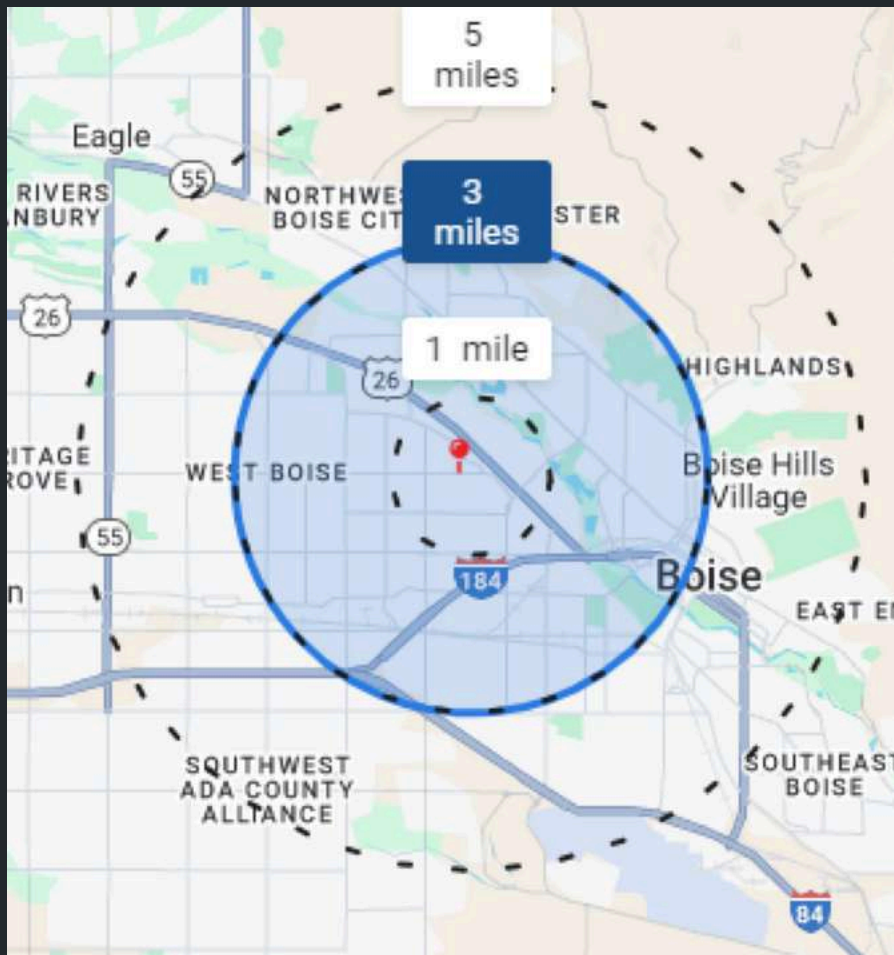 5
miles
Eagle
55
RIVERS
NORTHWES
BOISE CIT
3
miles
STER
26
1 mile
26
HIGHLANDS
WEST BOISE
Boise Hills
Village
55
184
Boise
n
EAST EN
SOUTHWEST
ADA COUNTY
ALLIANCE
SOUTHEAST
BOISE
84